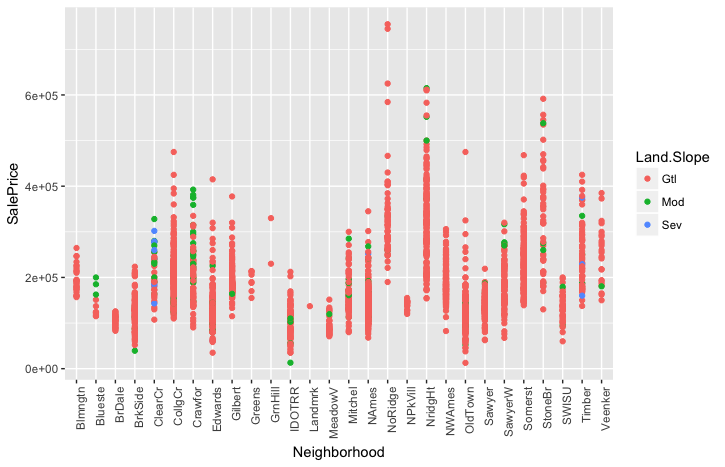 6e+05
4e+05
2e+05
0e+00
SalePrice
Blmngtn
Blueste
BrDale
BrkSide
ClearCr
CollgCr
Crawfor
Edwards
Gilbert
Greens
GrnHill
IDOTRR
Landmrk
MeadowV
Mitchel
NAmes
NoRidge
NPkVill
NridgHt
NWAmes
OldTown
Sawyer
SawyerW
Somerst
StoneBr
SWISU
Timber
Veenker
Neighborhood
Land.Slope
Gtl
Mod
Sev